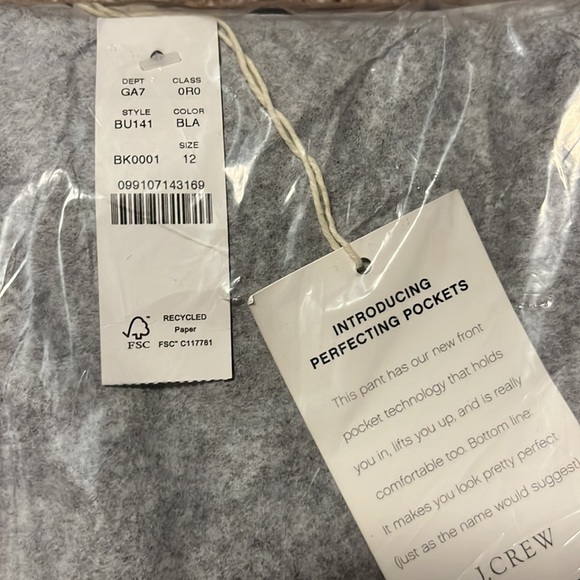 DEPT CLASS
GA7 0R0
STYLE COLOR
BU141 BLA
SIZE
BK0001 12
099107143169
RECYCLED
Paper
FSC™ C117781
FSC
INTRODUCING
PERFECTING POCKETS
This pant has our new front
pocket technology that holds
you in, lifts you up, and is really
comfortable too. Bottom line:
It makes you look pretty perfect
(just as the name would suggest)
J.CREW